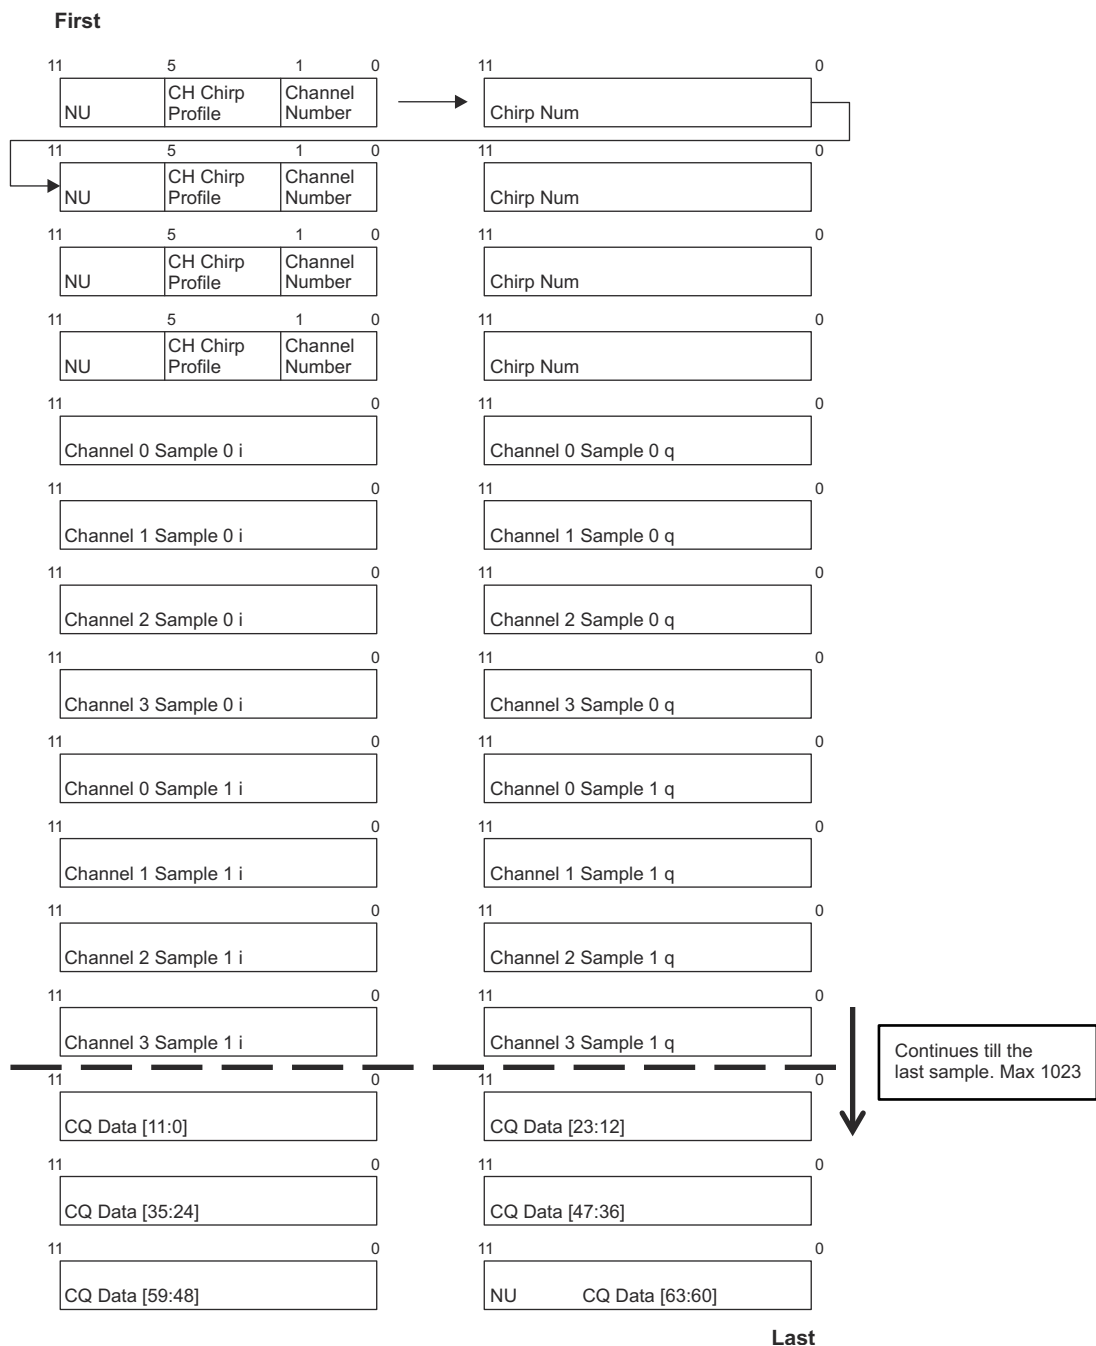 First
11 5 1 0 11 0
NU CH Chirp Profile Channel Number Chirp Num
11 5 1 0 11 0
NU CH Chirp Profile Channel Number Chirp Num
11 5 1 0 11 0
NU CH Chirp Profile Channel Number Chirp Num
11 5 1 0 11 0
NU CH Chirp Profile Channel Number Chirp Num
11 0 11 0
Channel 0 Sample 0 i Channel 0 Sample 0 q
11 0 11 0
Channel 1 Sample 0 i Channel 1 Sample 0 q
11 0 11 0
Channel 2 Sample 0 i Channel 2 Sample 0 q
11 0 11 0
Channel 3 Sample 0 i Channel 3 Sample 0 q
11 0 11 0
Channel 0 Sample 1 i Channel 0 Sample 1 q
11 0 11 0
Channel 1 Sample 1 i Channel 1 Sample 1 q
11 0 11 0
Channel 2 Sample 1 i Channel 2 Sample 1 q
11 0 11 0
Channel 3 Sample 1 i Channel 3 Sample 1 q
Continues till the
last sample. Max 1023
11 0 11 0
CQ Data [11:0] CQ Data [23:12]
11 0 11 0
CQ Data [35:24] CQ Data [47:36]
11 0 11 0
CQ Data [59:48] NU CQ Data [63:60]
Last